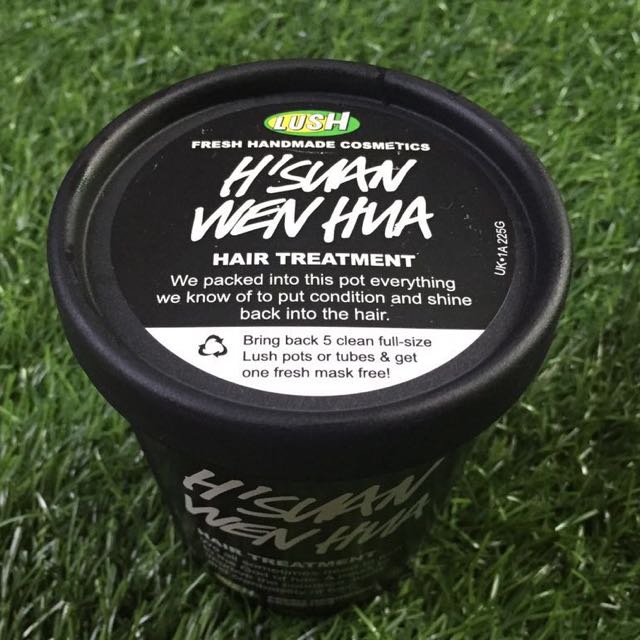 LUSH
FRESH HANDMADE COSMETICS
H'SUAN
WEN HUA
HAIR TREATMENT
We packed into this pot everything
we know of to put condition and shine
back into the hair.
Bring back 5 clean full-size
Lush pots or tubes & get
one fresh mask free!
UK•1A 225G
H'SUAN
WEN HUA
HAIR TREATMENT